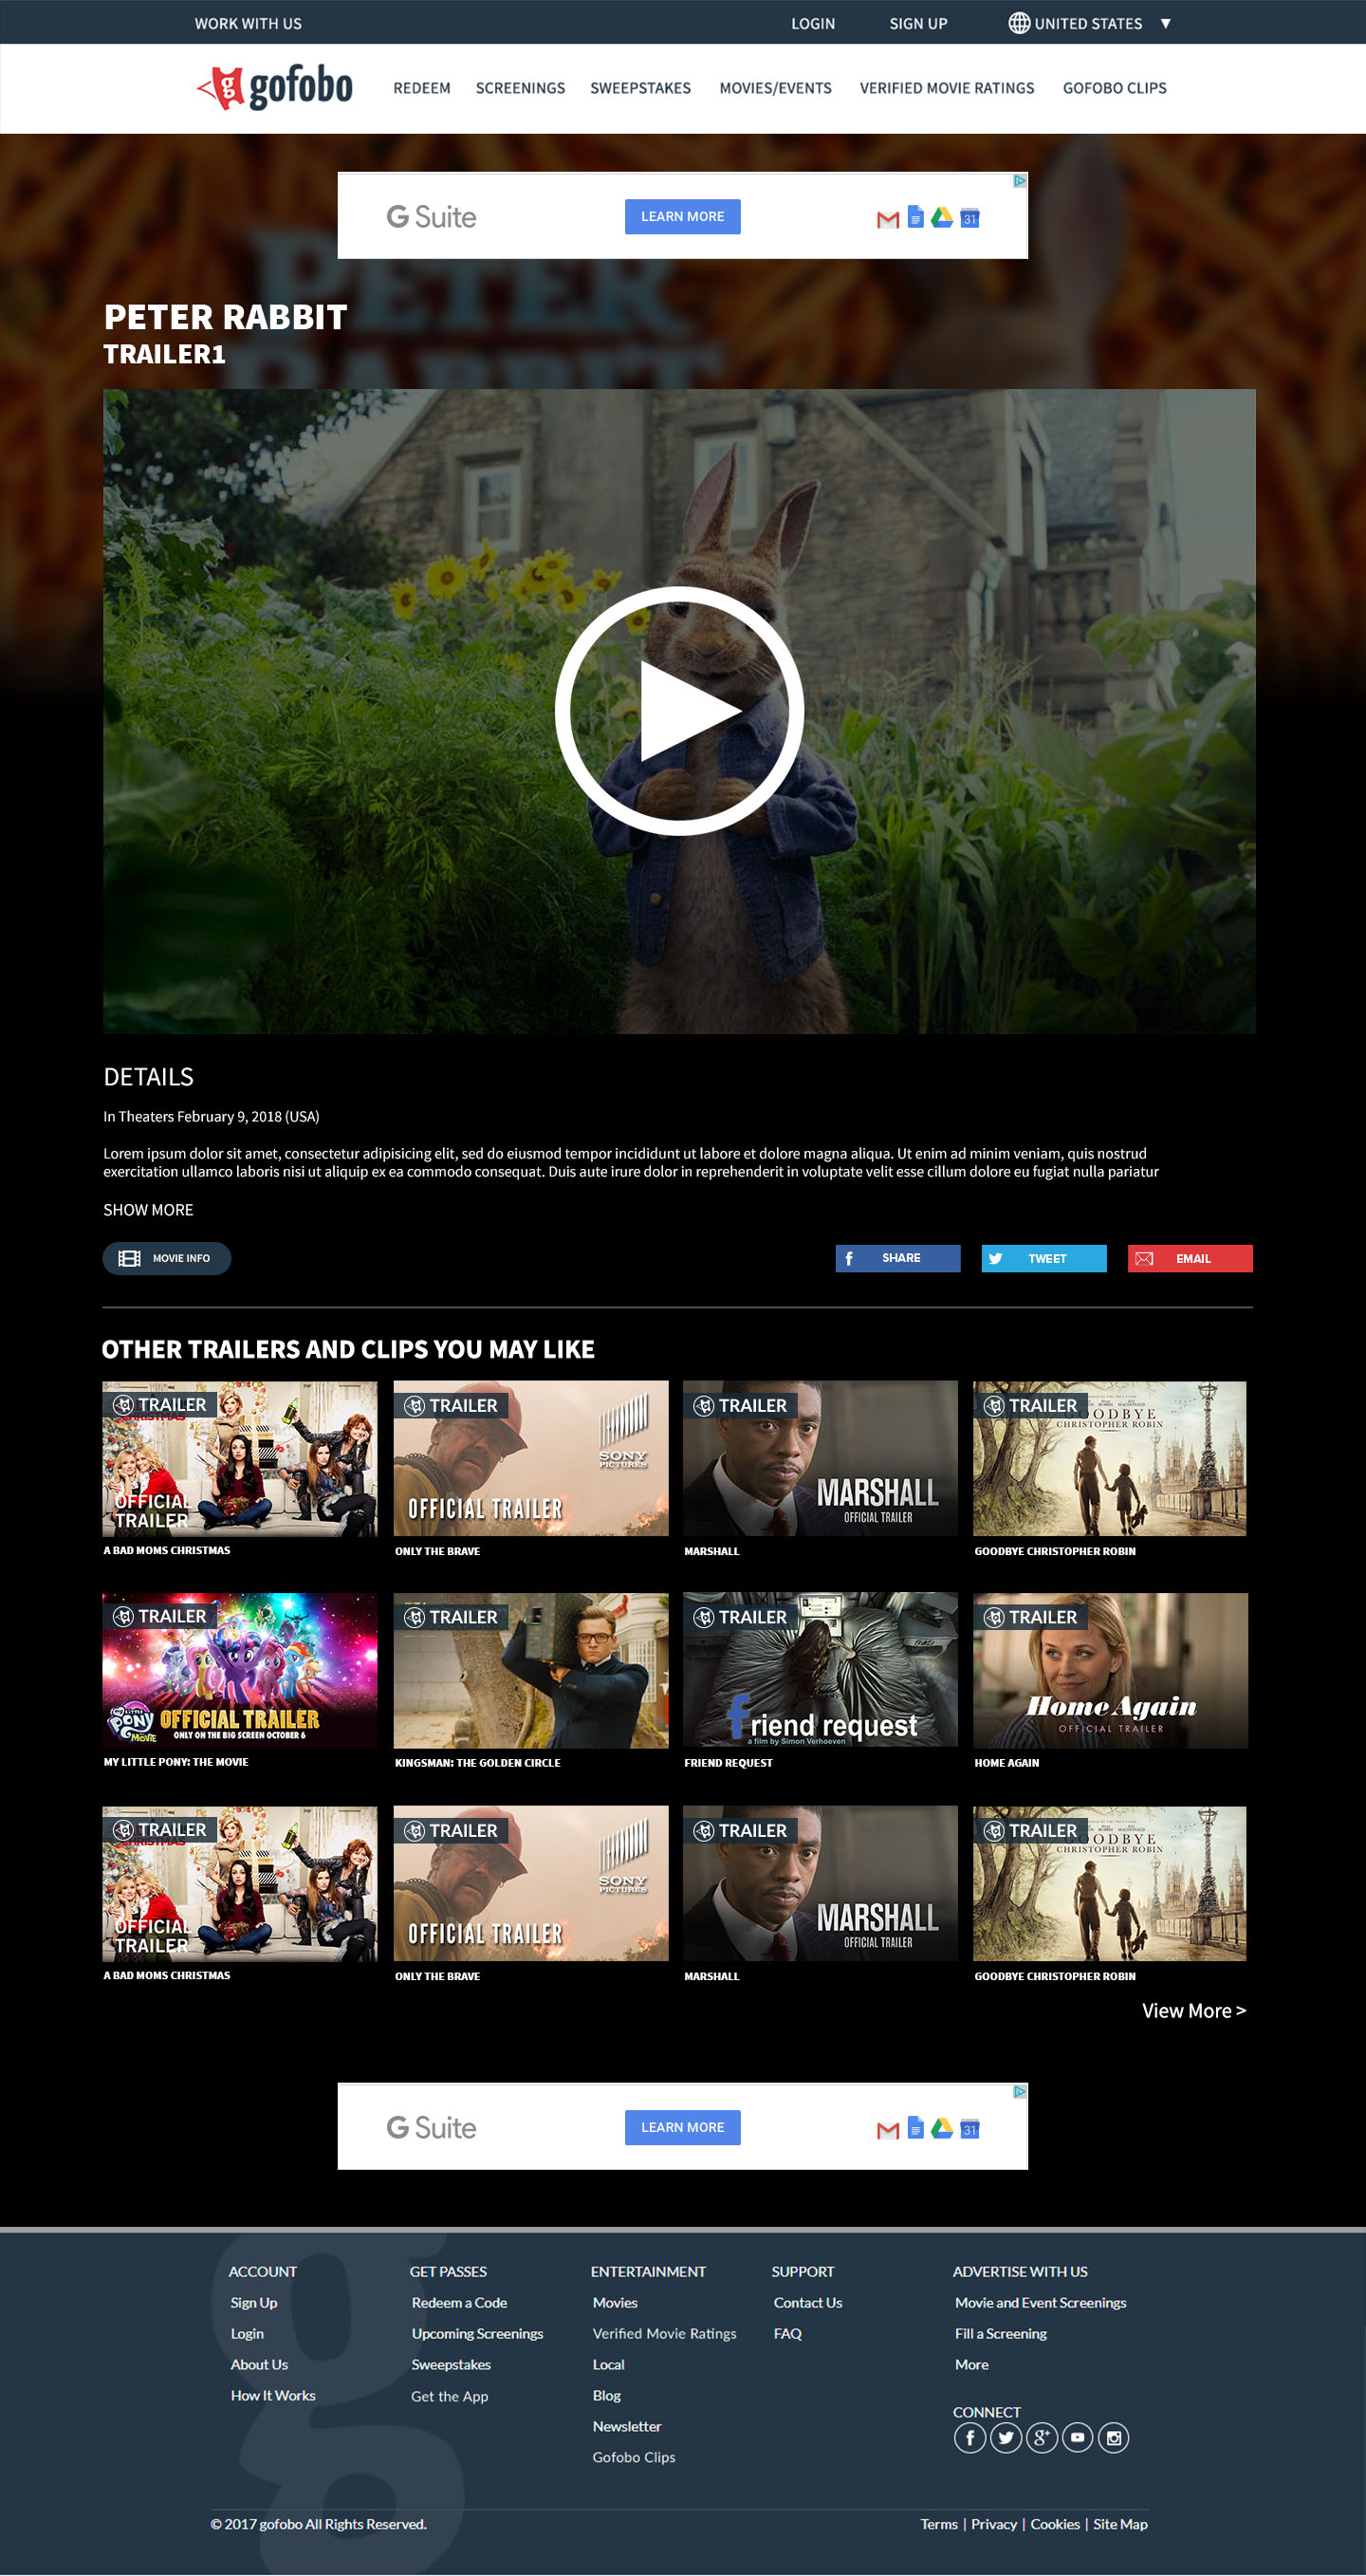 WORK WITH US
LOGIN
SIGN UP
UNITED STATES
gofobo
REDEEM
SCREENINGS
SWEEPSTAKES
MOVIES/EVENTS
VERIFIED MOVIE RATINGS
GOFOBO CLIPS
G Suite
LEARN MORE
31
PETER
RABBIT
PETER RABBIT
TRAILER1
DETAILS
In Theaters February 9, 2018 (USA)
Lorem ipsum dolor sit amet, consectetur adipisicing elit, sed do eiusmod tempor incididunt ut labore et dolore magna aliqua. Ut enim ad minim veniam, quis nostrud
exercitation ullamco laboris nisi ut aliquip ex ea commodo consequat. Duis aute irure dolor in reprehenderit in voluptate velit esse cillum dolore eu fugiat nulla pariatur
SHOW MORE
MOVIE INFO
SHARE
TWEET
EMAIL
OTHER TRAILERS AND CLIPS YOU MAY LIKE
TRAILER
CHRISTMAS
OFFICIAL
TRAILER
A BAD MOMS CHRISTMAS
TRAILER
SONY
PICTURES
OFFICIAL TRAILER
ONLY THE BRAVE
TRAILER
MARSHALL
OFFICIAL TRAILER
MARSHALL
TRAILER
GOODBYE
CHRISTOPHER ROBIN
GOODBYE CHRISTOPHER ROBIN
TRAILER
MY LITTLE
PONY
MOVIE
OFFICIAL TRAILER
ONLY ON THE BIG SCREEN OCTOBER 6
MY LITTLE PONY: THE MOVIE
TRAILER
KINGSMAN: THE GOLDEN CIRCLE
TRAILER
friend request
a film by Simon Verhoeven
FRIEND REQUEST
TRAILER
Home Again
OFFICIAL TRAILER
HOME AGAIN
TRAILER
CHRISTMAS
OFFICIAL
TRAILER
A BAD MOMS CHRISTMAS
TRAILER
SONY
PICTURES
OFFICIAL TRAILER
ONLY THE BRAVE
TRAILER
MARSHALL
OFFICIAL TRAILER
MARSHALL
TRAILER
GOODBYE
CHRISTOPHER ROBIN
GOODBYE CHRISTOPHER ROBIN
View More >
G Suite
LEARN MORE
31
ACCOUNT
Sign Up
Login
About Us
How It Works
GET PASSES
Redeem a Code
Upcoming Screenings
Sweepstakes
Get the App
ENTERTAINMENT
Movies
Verified Movie Ratings
Local
Blog
Newsletter
Gofobo Clips
SUPPORT
Contact Us
FAQ
ADVERTISE WITH US
Movie and Event Screenings
Fill a Screening
More
CONNECT
© 2017 gofobo All Rights Reserved.
Terms | Privacy | Cookies | Site Map